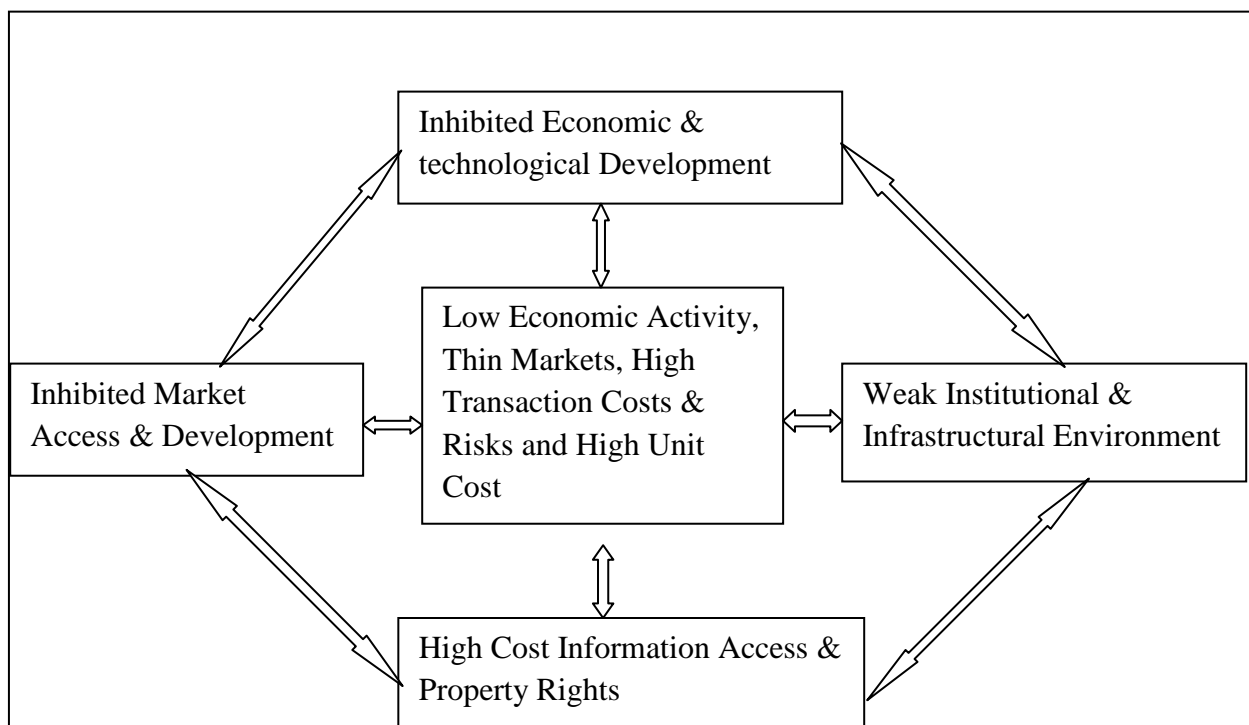 Inhibited Economic &
technological Development
Low Economic Activity,
Thin Markets, High
Transaction Costs &
Risks and High Unit
Cost
Inhibited Market
Access & Development
Weak Institutional &
Infrastructural Environment
High Cost Information Access &
Property Rights